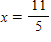 x = 11/5